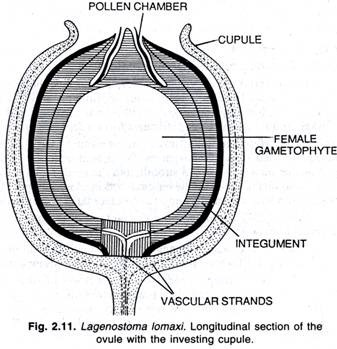 POLLEN CHAMBER
CUPULE
FEMALE
GAMETOPHYTE
INTEGUMENT
VASCULAR STRANDS
Fig. 2.11. Lagenostoma lomaxi. Longitudinal section of the
ovule with the investing cupule.